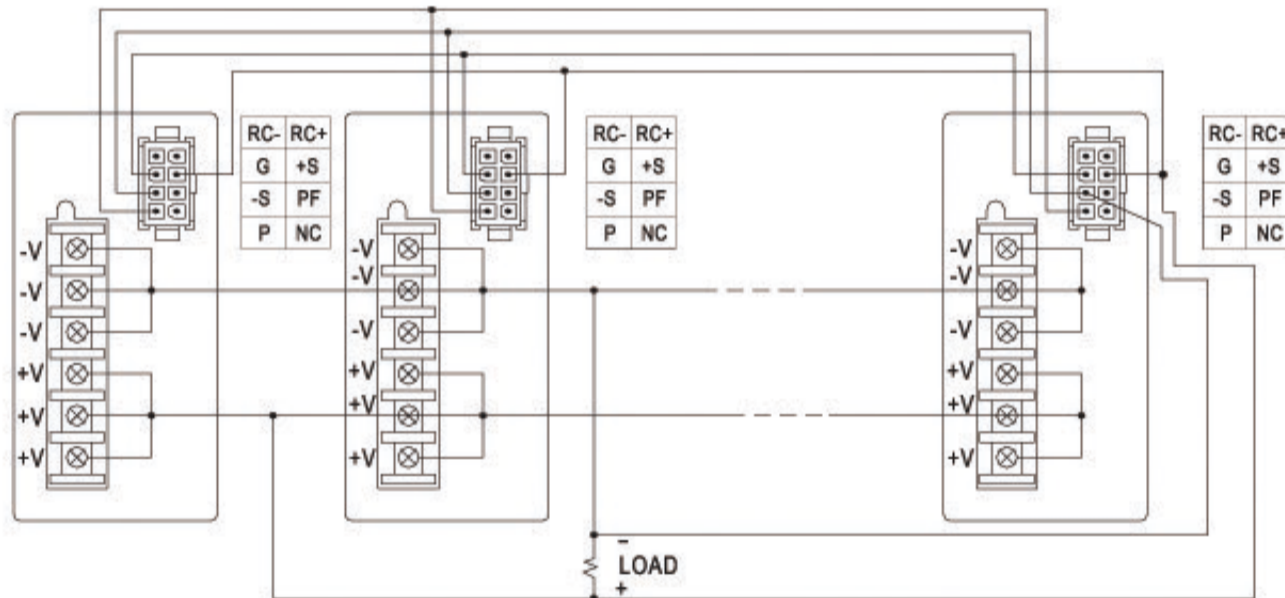 RC- RC+
G +S
-S PF
P NC
RC- RC+
G +S
-S PF
P NC
RC- RC+
G +S
-S PF
P NC
-V
-V
-V
+V
+V
+V
-V
-V
-V
+V
+V
+V
-V
-V
-V
+V
+V
+V
-
LOAD
+